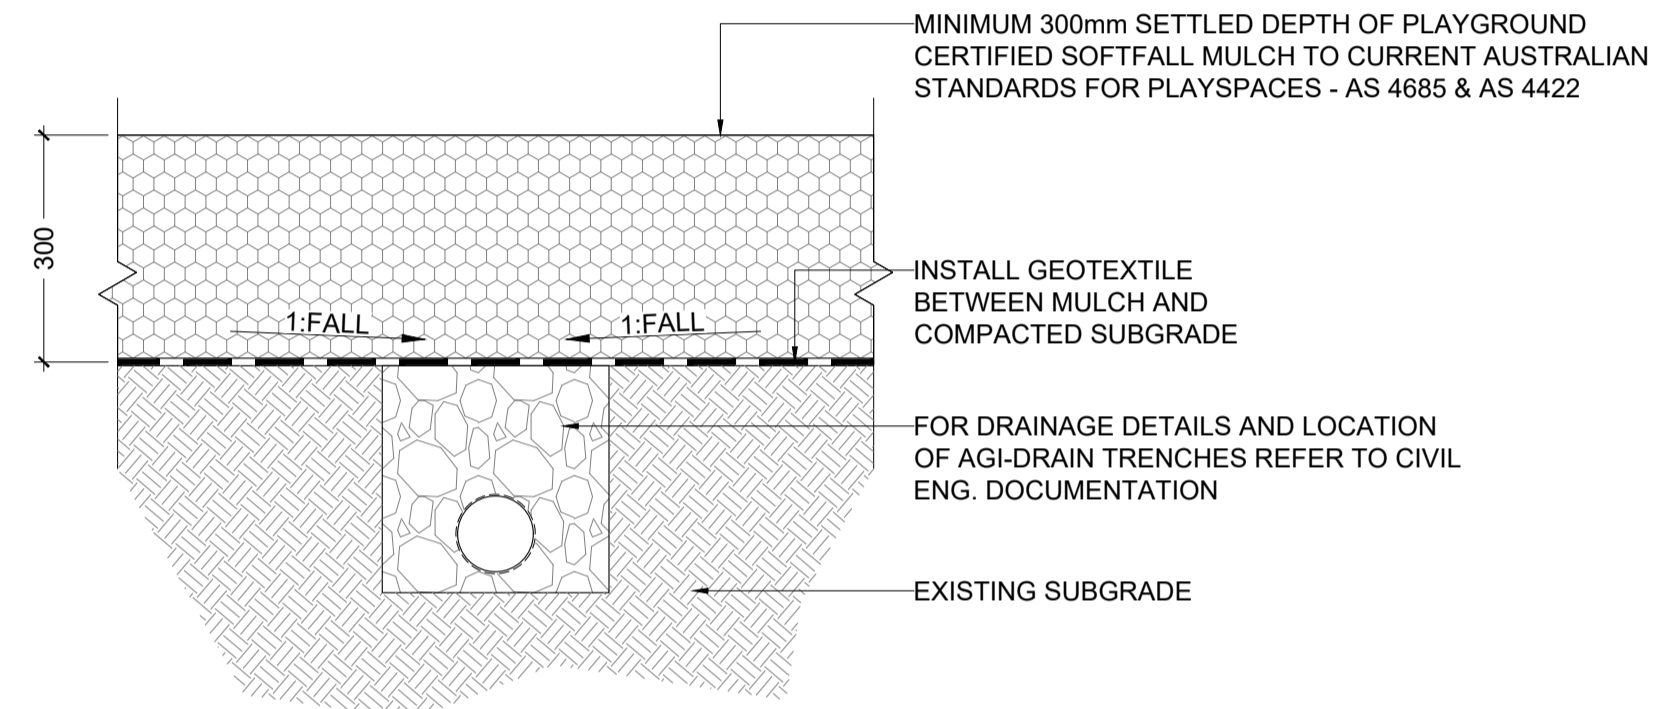 MINIMUM 300mm SETTLED DEPTH OF PLAYGROUND
CERTIFIED SOFTFALL MULCH TO CURRENT AUSTRALIAN
STANDARDS FOR PLAYSPACES - AS 4685 & AS 4422
300
INSTALL GEOTEXTILE
BETWEEN MULCH AND
COMPACTED SUBGRADE
1:FALL
1:FALL
FOR DRAINAGE DETAILS AND LOCATION
OF AGI-DRAIN TRENCHES REFER TO CIVIL
ENG. DOCUMENTATION
EXISTING SUBGRADE